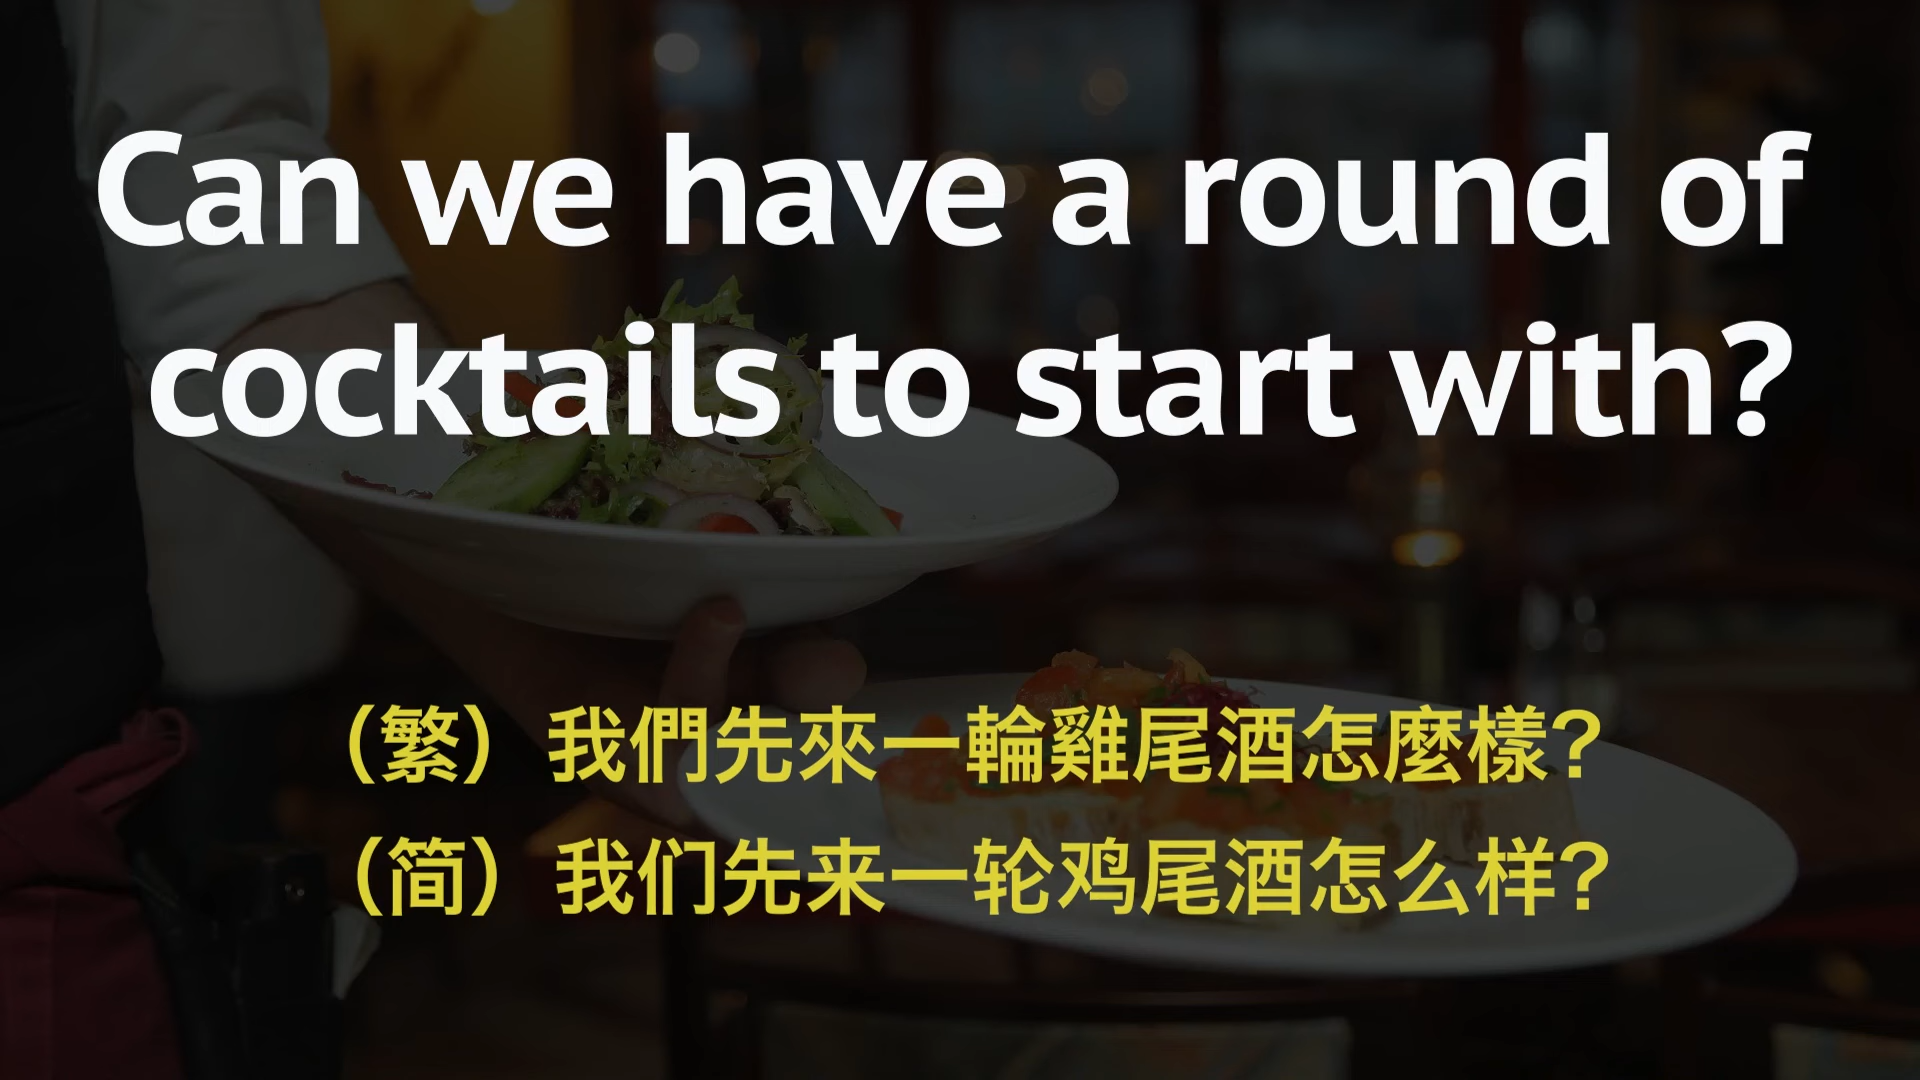 Can we have a round of
cocktails to start with?
（繁）我們先來一輪雞尾酒怎麼樣?
（简）我们先来一轮鸡尾酒怎么样?